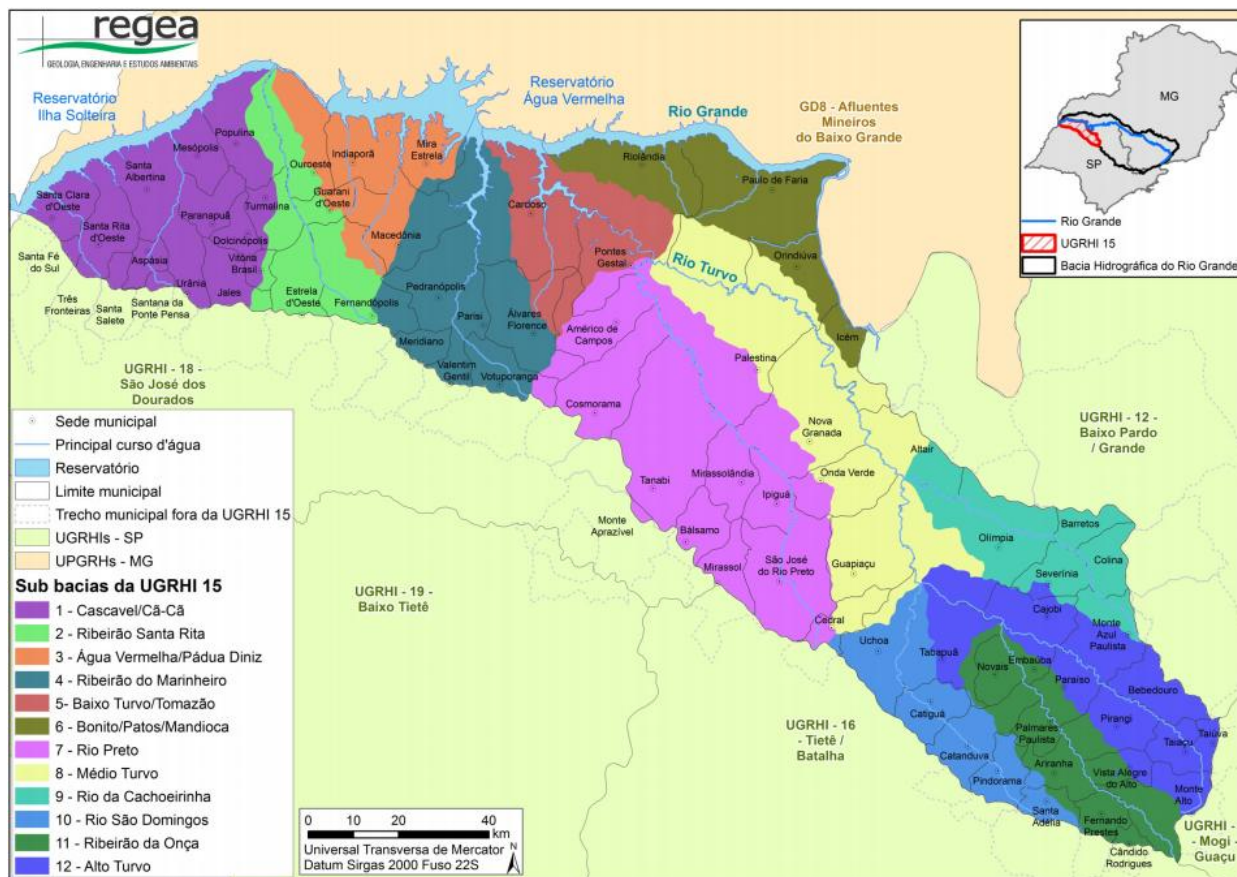 regea
GEOLOGIA, ENGENHARIA E ESTUDOS AMBIENTAIS
Reservatório
Ilha Solteira
Reservatório
Água Vermelha
Rio Grande
GD8 - Afluentes
Mineiros
do Baixo Grande
MG
SP
Rio Grande
UGRHI 15
Bacia Hidrográfica do Rio Grande
Populina
Mesópolis
Santa
Albertina
Santa Clara
d'Oeste
Santa Rita
d'Oeste
Paranapuã
Turmalina
Dolcinópolis
Vitória
Brasil
Aspásia
Urânia
Jales
Santa Fé
do Sul
Três
Fronteiras
Santa
Salete
Santana da
Ponte Pensa
Ouroeste
Indiaporã
Mira
Estrela
Guarani
d'Oeste
Macedônia
Estrela
d'Oeste
Fernandópolis
Pedranópolis
Parisi
Álvares
Florence
Meridiano
Valentim
Gentil
Votuporanga
Cardoso
Pontes
Gestal
Riolândia
Paulo de Faria
Orindiúva
Icém
Rio Turvo
Américo de
Campos
Palestina
Cosmorama
Nova
Granada
Onda Verde
Altair
Tanabi
Mirassolândia
Ipiguá
Monte
Aprazível
Bálsamo
Mirassol
São José
do Rio Preto
Guapiaçu
Cedral
Olímpia
Barretos
Colina
Severínia
Cajobi
Monte
Azul
Paulista
Uchoa
Tabapuã
Novais
Embaúba
Paraíso
Bebedouro
Catiguá
Palmares
Paulista
Pirangi
Taiaçu
Taiúva
Catanduva
Ariranha
Pindorama
Vista Alegre
do Alto
Monte
Alto
Santa
Adélia
Fernando
Prestes
Cândido
Rodrigues
UGRHI - 18 -
São José dos
Dourados
UGRHI - 12 -
Baixo Pardo
/ Grande
UGRHI - 19 -
Baixo Tietê
UGRHI - 16
- Tietê /
Batalha
UGRHI -
- Mogi -
Guaçu
Sede municipal
Principal curso d'água
Reservatório
Limite municipal
Trecho municipal fora da UGRHI 15
UGRHIs - SP
UPGRHs - MG
Sub bacias da UGRHI 15
1 - Cascavel/Cã-Cã
2 - Ribeirão Santa Rita
3 - Água Vermelha/Pádua Diniz
4 - Ribeirão do Marinheiro
5- Baixo Turvo/Tomazão
6 - Bonito/Patos/Mandioca
7 - Rio Preto
8 - Médio Turvo
9 - Rio da Cachoeirinha
10 - Rio São Domingos
11 - Ribeirão da Onça
12 - Alto Turvo
0 10 20 40
km
Universal Transversa de Mercator
Datum Sirgas 2000 Fuso 22S
N